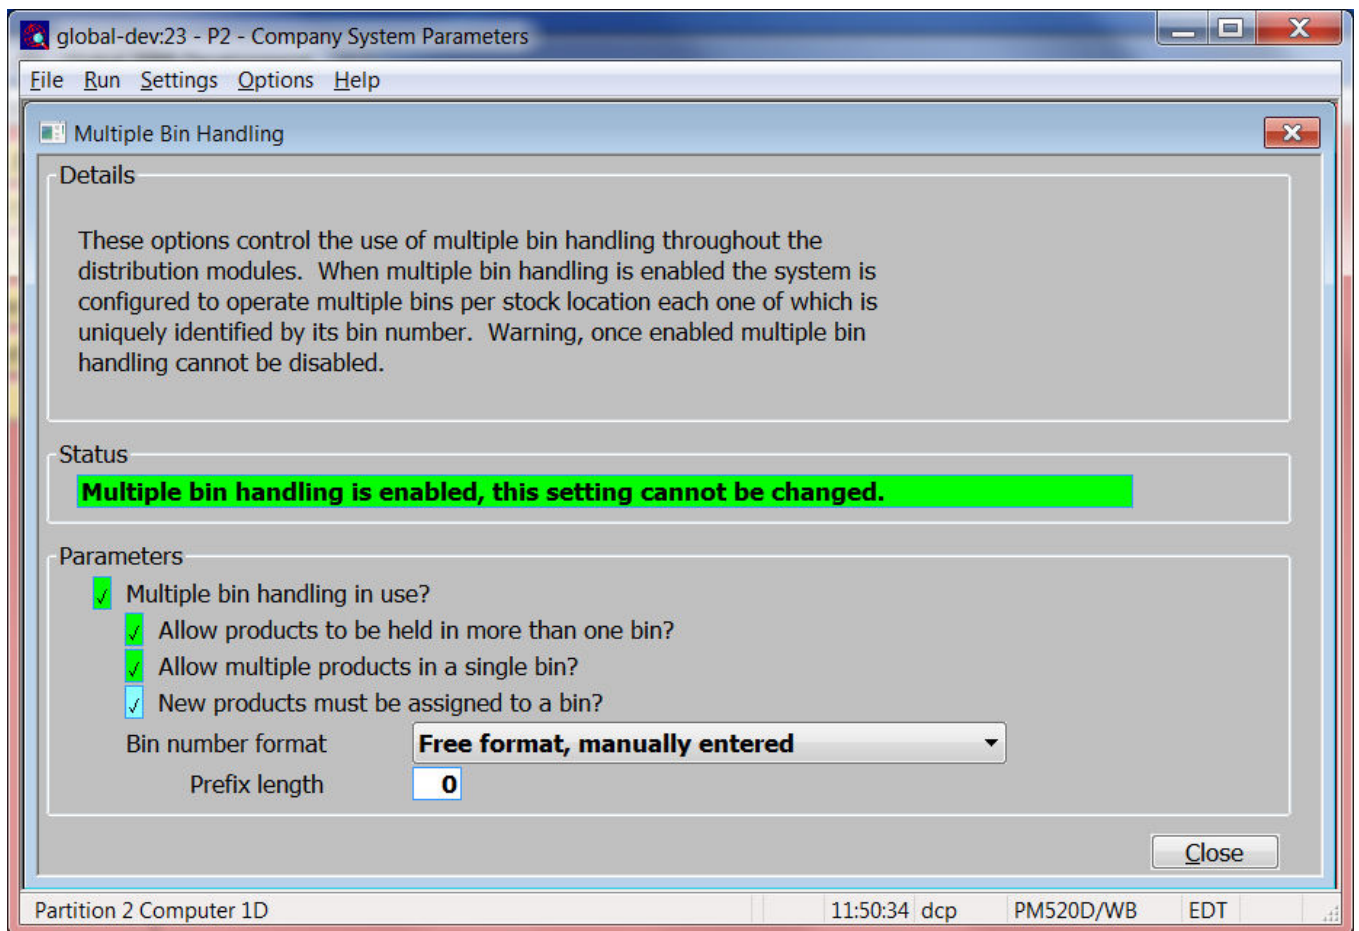 global-dev:23 - P2 - Company System Parameters
File Run Settings Options Help
Multiple Bin Handling
Details
These options control the use of multiple bin handling throughout the
distribution modules.  When multiple bin handling is enabled the system is
configured to operate multiple bins per stock location each one of which is
uniquely identified by its bin number.  Warning, once enabled multiple bin
handling cannot be disabled.
Status
Multiple bin handling is enabled, this setting cannot be changed.
Parameters
Multiple bin handling in use?
Allow products to be held in more than one bin?
Allow multiple products in a single bin?
New products must be assigned to a bin?
Bin number format Free format, manually entered
Prefix length 0
Close
Partition 2 Computer 1D 11:50:34 dcp PM520D/WB EDT